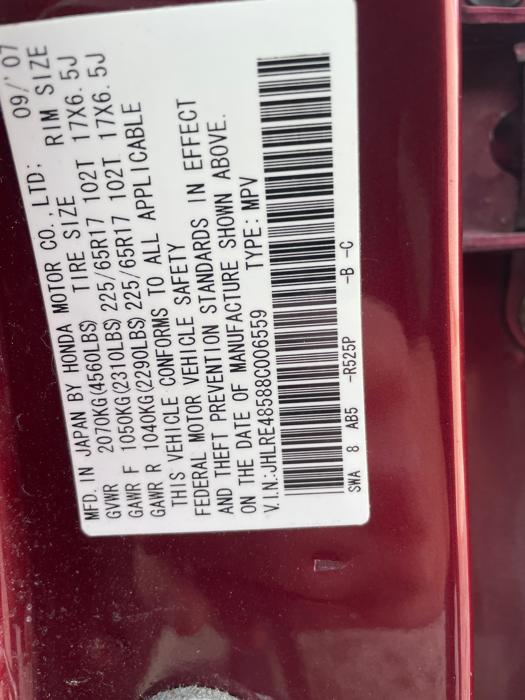 MFD. IN JAPAN BY HONDA MOTOR CO., LTD: 09/'07
GVWR 2070KG(4560LBS) TIRE SIZE RIM SIZE
GAWR F 1050KG(2310LBS) 225/65R17 102T 17X6.5J
GAWR R 1040KG(2290LBS) 225/65R17 102T 17X6.5J
THIS VEHICLE CONFORMS TO ALL APPLICABLE
FEDERAL MOTOR VEHICLE SAFETY
AND THEFT PREVENTION STANDARDS IN EFFECT
ON THE DATE OF MANUFACTURE SHOWN ABOVE.
V.I.N:JHLRE48588C006559 TYPE: MPV
SWA 8 AB5 -R525P -B -C